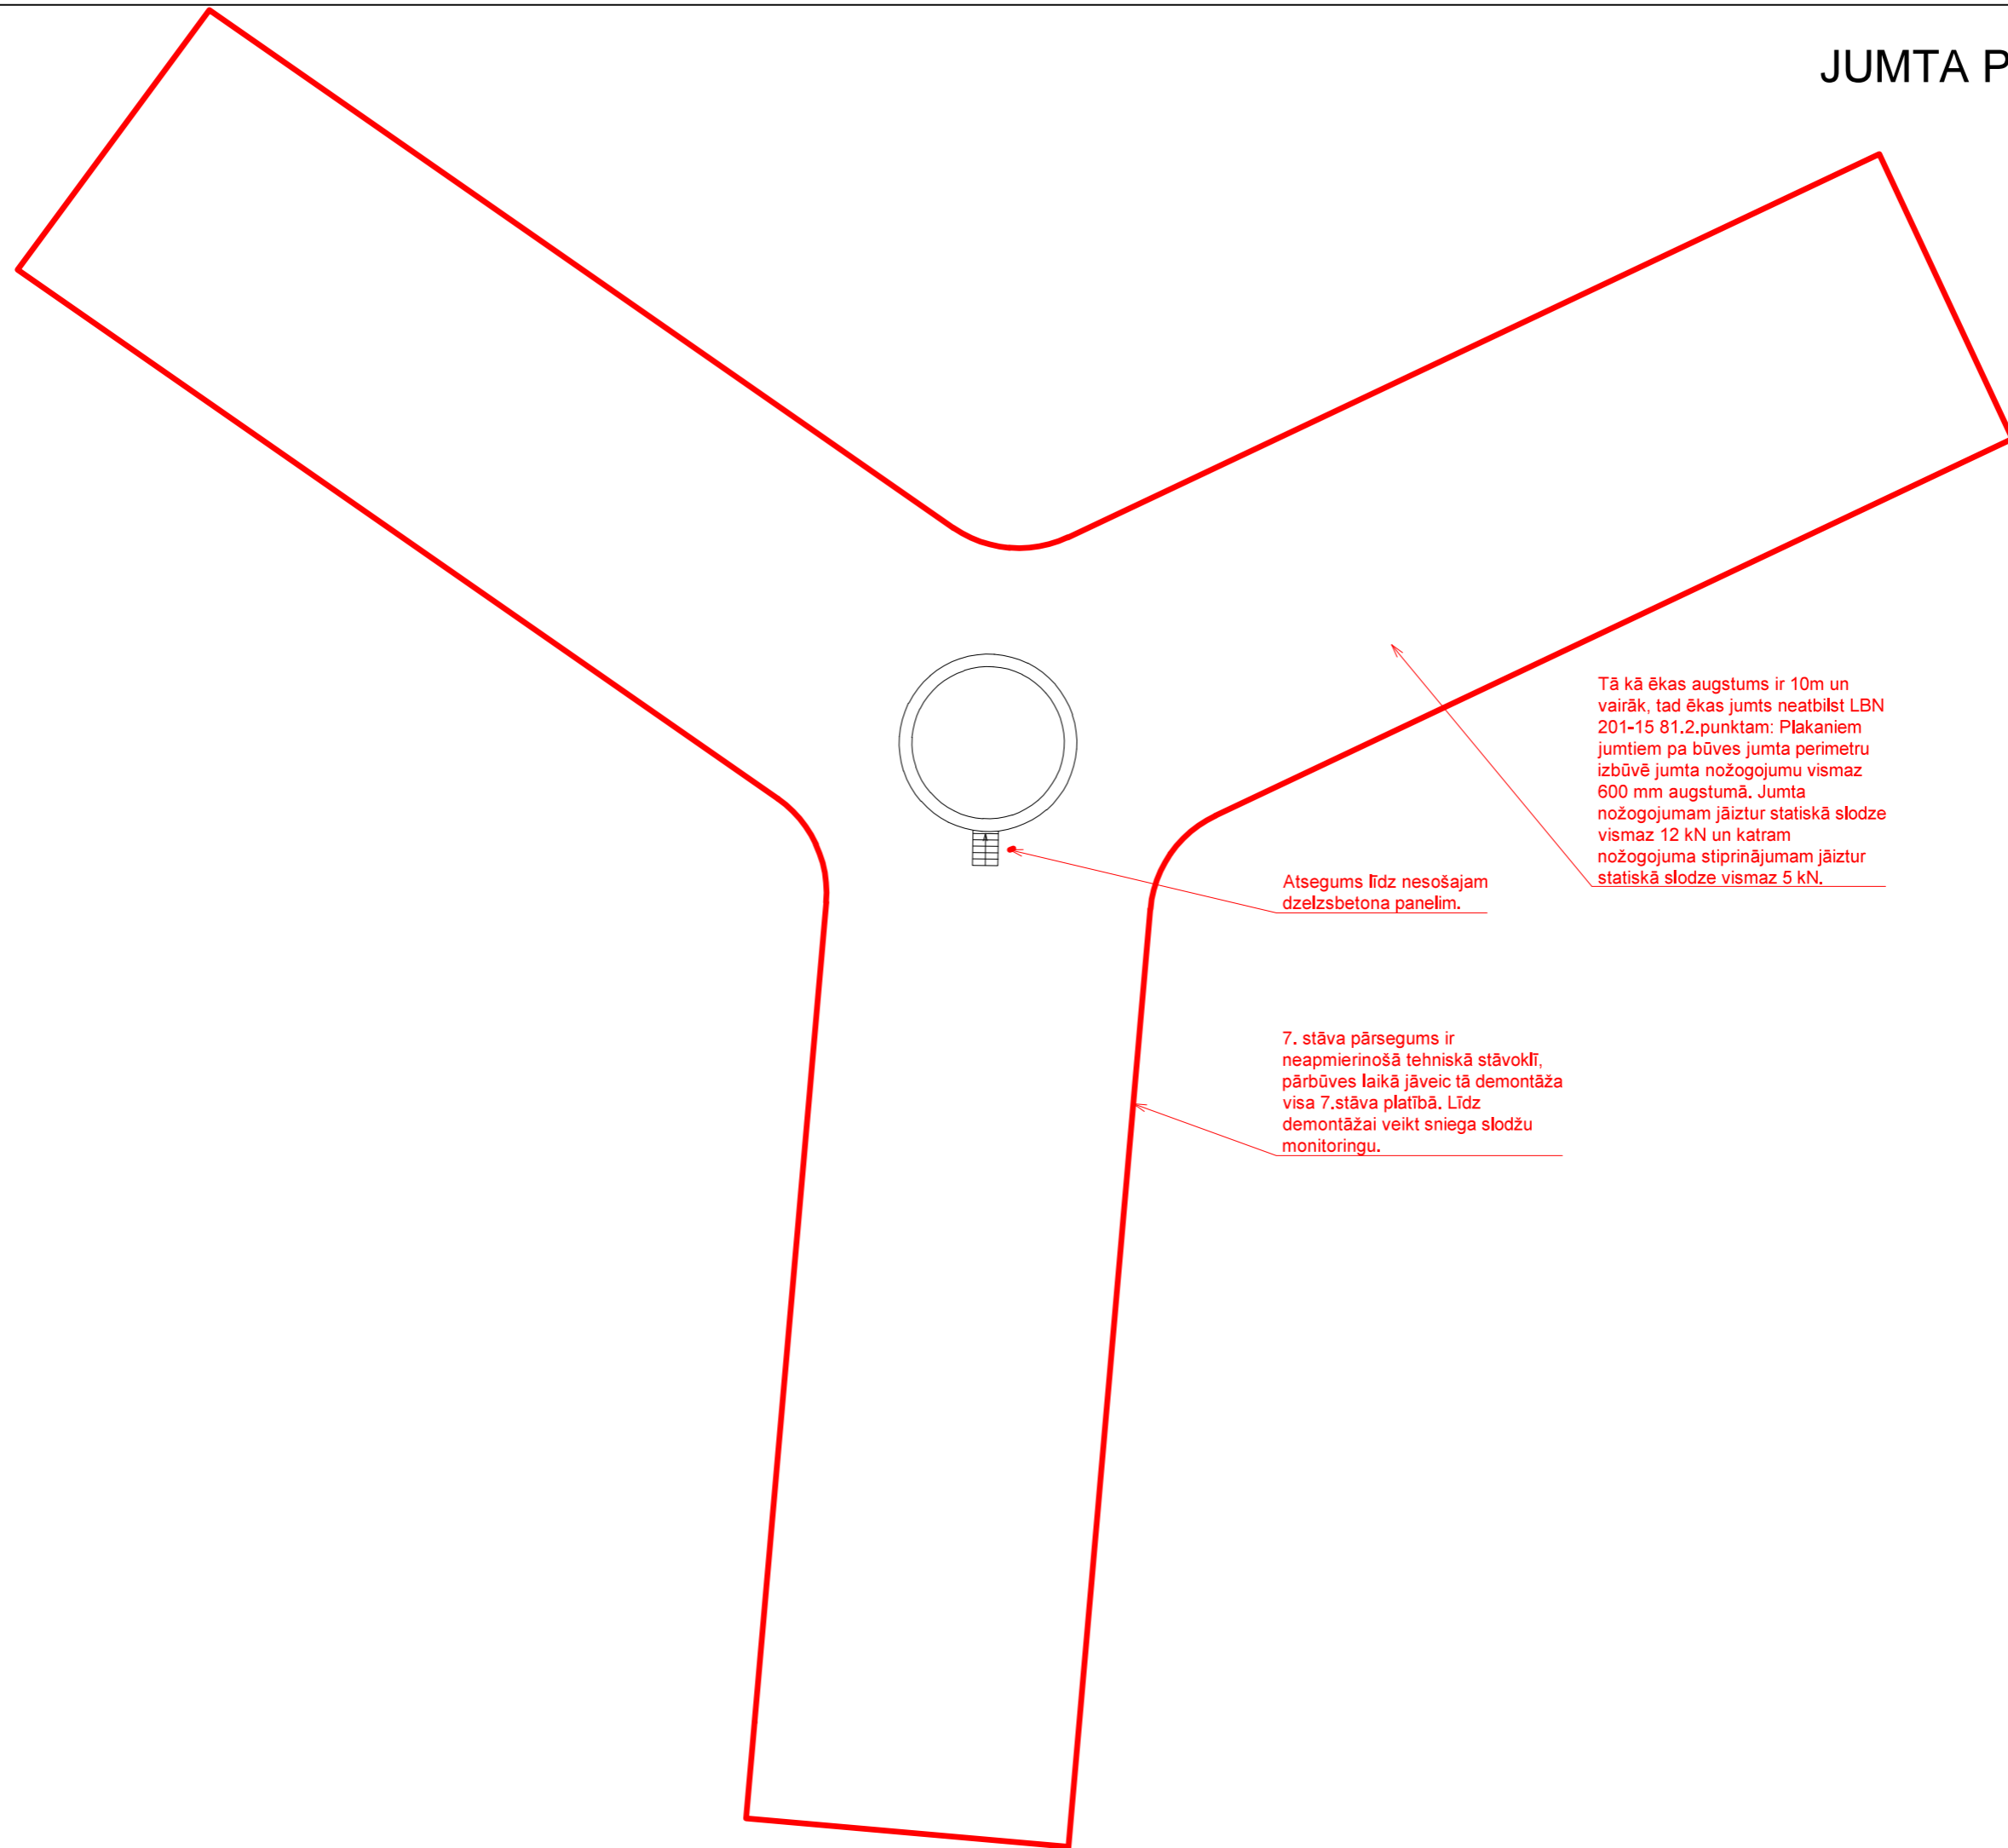 JUMTA P
Tā kā ēkas augstums ir 10m un
vairāk, tad ēkas jumts neatbilst LBN
201-15 81.2.punktam: Plakaniem
jumtiem pa būves jumta perimetru
izbūvē jumta nožogojumu vismaz
600 mm augstumā. Jumta
nožogojumam jāiztur statiskā slodze
vismaz 12 kN un katram
nožogojuma stiprinājumam jāiztur
statiskā slodze vismaz 5 kN.
Atsegums līdz nesošajam
dzelzsbetona panelim.
7. stāva pārsegums ir
neapmierinošā tehniskā stāvoklī,
pārbūves laikā jāveic tā demontāža
visa 7.stāva platībā. Līdz
demontāžai veikt sniega slodžu
monitoringu.